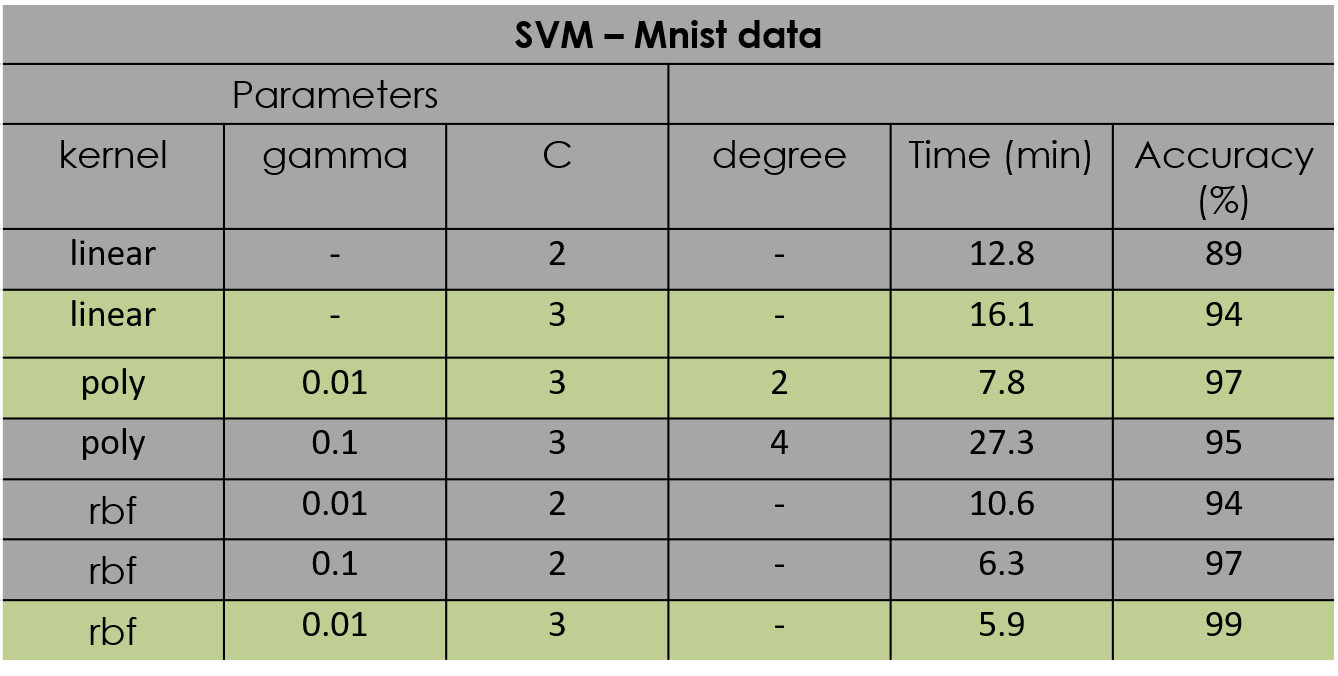 SVM – Mnist data
Parameters
kernel gamma C degree Time (min) Accuracy
(%)
linear - 2 - 12.8 89
linear - 3 - 16.1 94
poly 0.01 3 2 7.8 97
poly 0.1 3 4 27.3 95
rbf 0.01 2 - 10.6 94
rbf 0.1 2 - 6.3 97
rbf 0.01 3 - 5.9 99